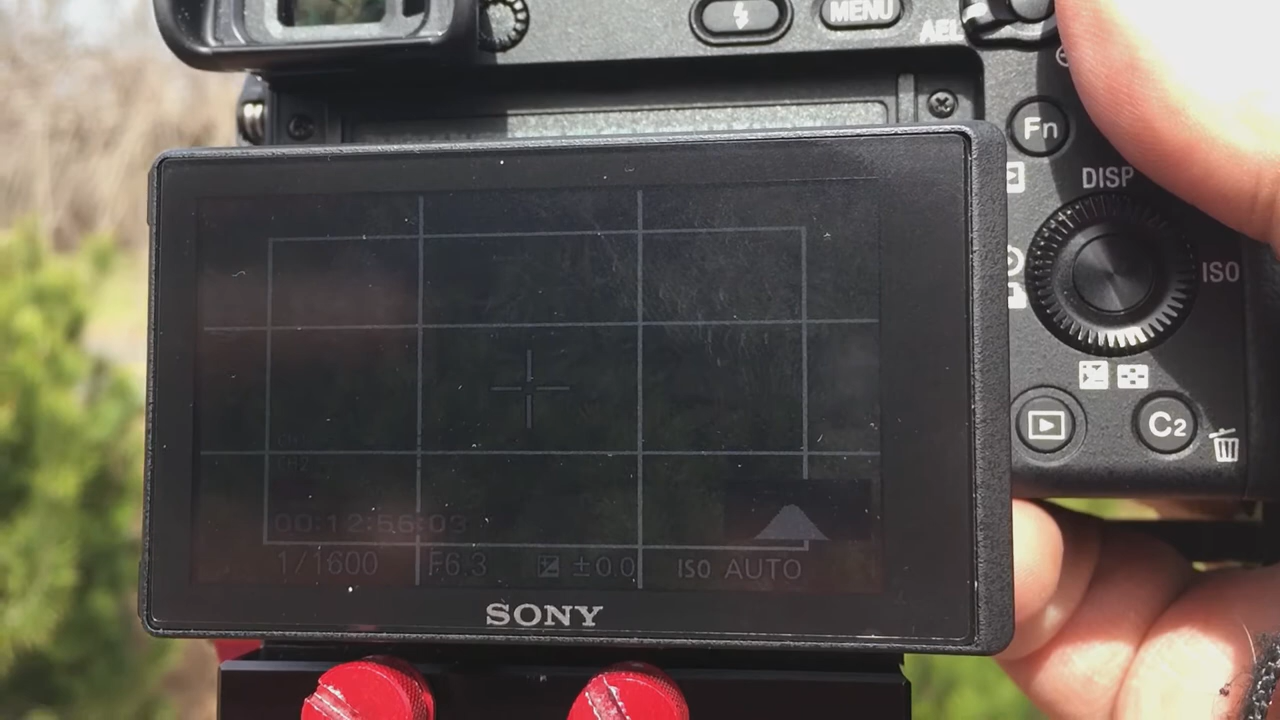 MENU
AEL
Fn
DISP
ISO
C2
00:12:56:03
1/1600 F6.3 ±0.0 ISO AUTO
SONY